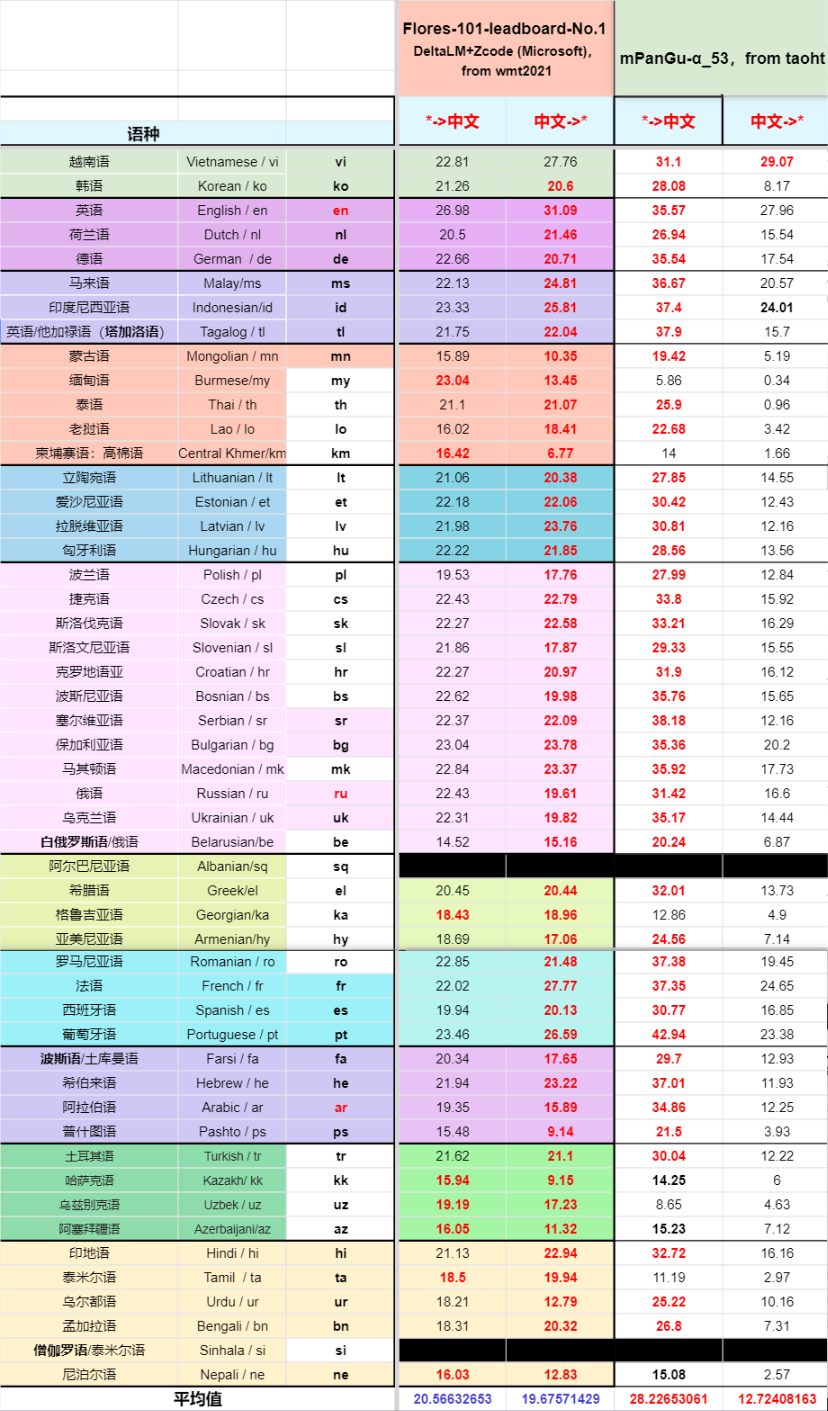 Flores-101-leadboard-No.1
DeltaLM+Zcode (Microsoft),
from wmt2021
mPanGu-α_53, from taoht
语种 *->中文 中文->* *->中文 中文->*
越南语 Vietnamese / vi vi 22.81 27.76 31.1 29.07
韩语 Korean / ko ko 21.26 20.6 28.08 8.17
英语 English / en en 26.98 31.09 35.57 27.96
荷兰语 Dutch / nl nl 20.5 21.46 26.94 15.54
德语 German / de de 22.66 20.71 35.54 17.54
马来语 Malay/ms ms 22.13 24.81 36.67 20.57
印度尼西亚语 Indonesian/id id 23.33 25.81 37.4 24.01
英语/他加禄语（塔加洛语） Tagalog / tl tl 21.75 22.04 37.9 15.7
蒙古语 Mongolian / mn mn 15.89 10.35 19.42 5.19
缅甸语 Burmese/my my 23.04 13.45 5.86 0.34
泰语 Thai / th th 21.1 21.07 25.9 0.96
老挝语 Lao / lo lo 16.02 18.41 22.68 3.42
柬埔寨语：高棉语 Central Khmer/km km 16.42 6.77 14 1.66
立陶宛语 Lithuanian / lt lt 21.06 20.38 27.85 14.55
爱沙尼亚语 Estonian / et et 22.18 22.06 30.42 12.43
拉脱维亚语 Latvian / lv lv 21.98 23.76 30.81 12.16
匈牙利语 Hungarian / hu hu 22.22 21.85 28.56 13.56
波兰语 Polish / pl pl 19.53 17.76 27.99 12.84
捷克语 Czech / cs cs 22.43 22.79 33.8 15.92
斯洛伐克语 Slovak / sk sk 22.27 22.58 33.21 16.29
斯洛文尼亚语 Slovenian / sl sl 21.86 17.87 29.33 15.55
克罗地语亚 Croatian / hr hr 22.27 20.97 31.9 16.12
波斯尼亚语 Bosnian / bs bs 22.62 19.98 35.76 15.65
塞尔维亚语 Serbian / sr sr 22.37 22.09 38.18 12.16
保加利亚语 Bulgarian / bg bg 23.04 23.78 35.36 20.2
马其顿语 Macedonian / mk mk 22.84 23.37 35.92 17.73
俄语 Russian / ru ru 22.43 19.61 31.42 16.6
乌克兰语 Ukrainian / uk uk 22.31 19.82 35.17 14.44
白俄罗斯语/俄语 Belarusian/be be 14.52 15.16 20.24 6.87
阿尔巴尼亚语 Albanian/sq sq
希腊语 Greek/el el 20.45 20.44 32.01 13.73
格鲁吉亚语 Georgian/ka ka 18.43 18.96 12.86 4.9
亚美尼亚语 Armenian/hy hy 18.69 17.06 24.56 7.14
罗马尼亚语 Romanian / ro ro 22.85 21.48 37.38 19.45
法语 French / fr fr 22.02 27.77 37.35 24.65
西班牙语 Spanish / es es 19.94 20.13 30.77 16.85
葡萄牙语 Portuguese / pt pt 23.46 26.59 42.94 23.38
波斯语/土库曼语 Farsi / fa fa 20.34 17.65 29.7 12.93
希伯来语 Hebrew / he he 21.94 23.22 37.01 11.93
阿拉伯语 Arabic / ar ar 19.35 15.89 34.86 12.25
普什图语 Pashto / ps ps 15.48 9.14 21.5 3.93
土耳其语 Turkish / tr tr 21.62 21.1 30.04 12.22
哈萨克语 Kazakh/ kk kk 15.94 9.15 14.25 6
乌兹别克语 Uzbek / uz uz 19.19 17.23 8.65 4.63
阿塞拜疆语 Azerbaijani/az az 16.05 11.32 15.23 7.12
印地语 Hindi / hi hi 21.13 22.94 32.72 16.16
泰米尔语 Tamil / ta ta 18.5 19.94 11.19 2.97
乌尔都语 Urdu / ur ur 18.21 12.79 25.22 10.16
孟加拉语 Bengali / bn bn 18.31 20.32 26.8 7.31
僧伽罗语/泰米尔语 Sinhala / si si
尼泊尔语 Nepali / ne ne 16.03 12.83 15.08 2.57
平均值 20.56632653 19.67571429 28.22653061 12.72408163